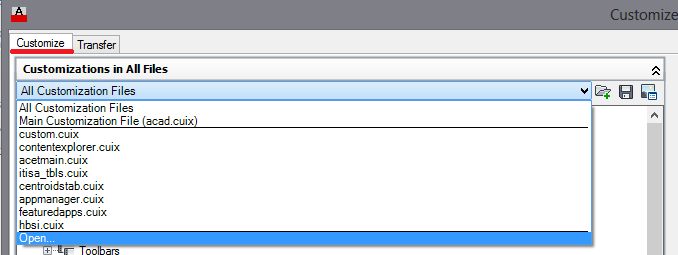 Customize
Customize Transfer
Customizations in All Files
All Customization Files
All Customization Files
Main Customization File (acad.cuix)
custom.cuix
contentexplorer.cuix
acetmain.cuix
itisa_tbls.cuix
centroidstab.cuix
appmanager.cuix
featuredapps.cuix
hbsi.cuix
Open...
Toolbars